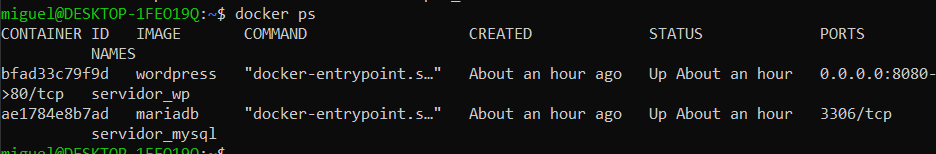 miguel@DESKTOP-1FEO19Q:~$ docker ps
CONTAINER ID   IMAGE       COMMAND                  CREATED             STATUS             PORTS
          NAMES
bfad33c79f9d   wordpress   "docker-entrypoint.s…"   About an hour ago   Up About an hour   0.0.0.0:8080-
>80/tcp   servidor_wp
ae1784e8b7ad   mariadb     "docker-entrypoint.s…"   About an hour ago   Up About an hour   3306/tcp
          servidor_mysql
miguel@DESKTOP-1FEO19Q:~$